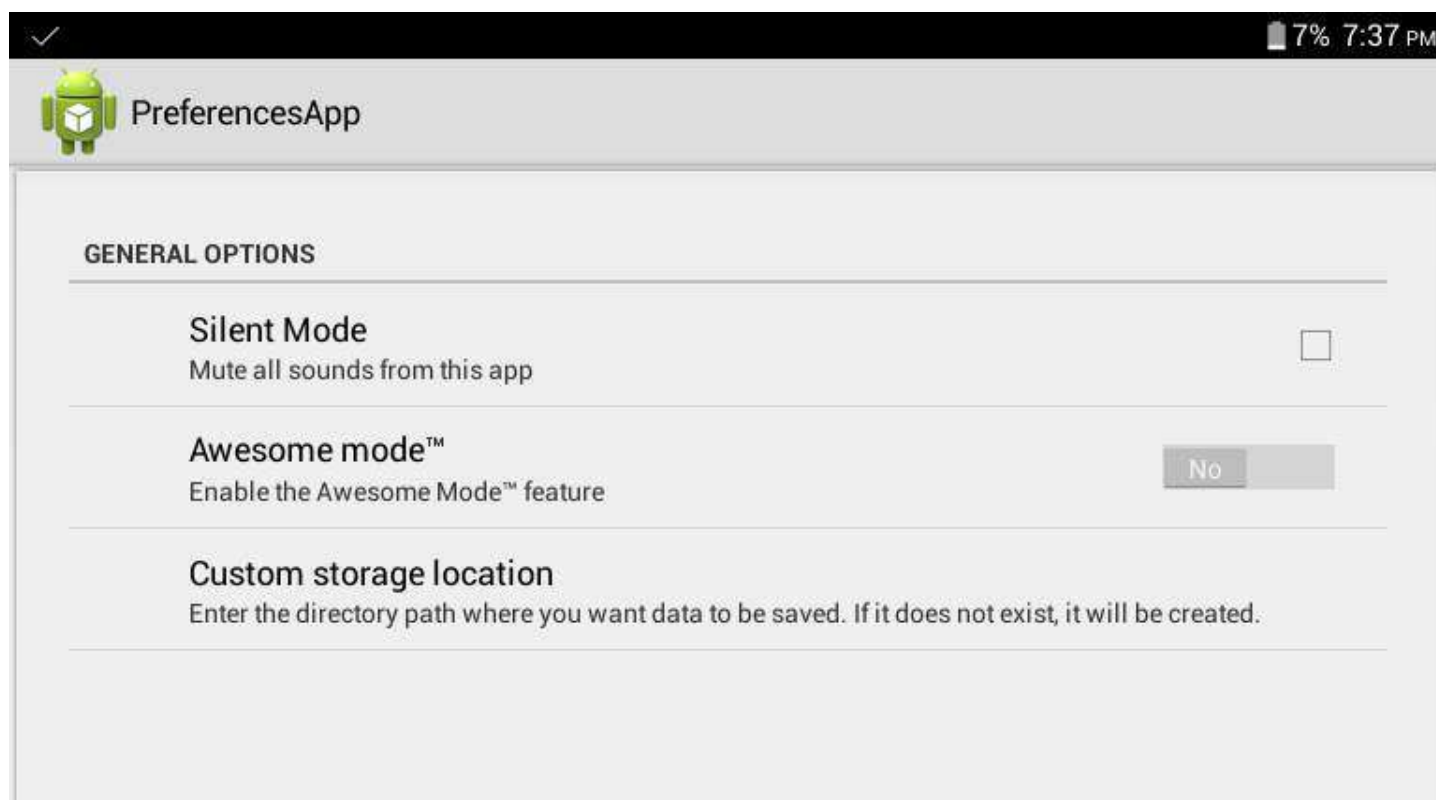 7% 7:37 PM
PreferencesApp
GENERAL OPTIONS
Silent Mode
Mute all sounds from this app
Awesome mode™
No
Enable the Awesome Mode™ feature
Custom storage location
Enter the directory path where you want data to be saved. If it does not exist, it will be created.